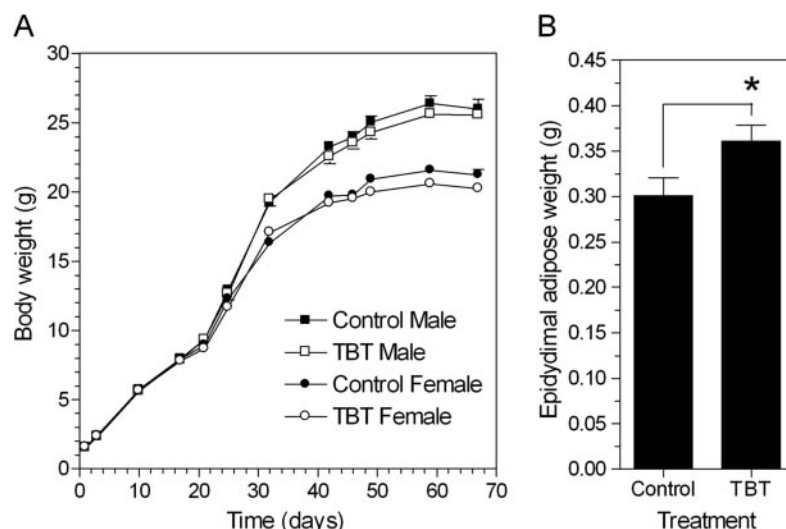 A
30
25
20
15
10
5
0
Body weight (g)
Control Male
TBT Male
Control Female
TBT Female
0 10 20 30 40 50 60 70
Time (days)
B
0.45
0.40
0.35
0.30
0.25
0.20
0.15
0.10
0.05
0.00
Epidydimal adipose weight (g)
*
Control TBT
Treatment